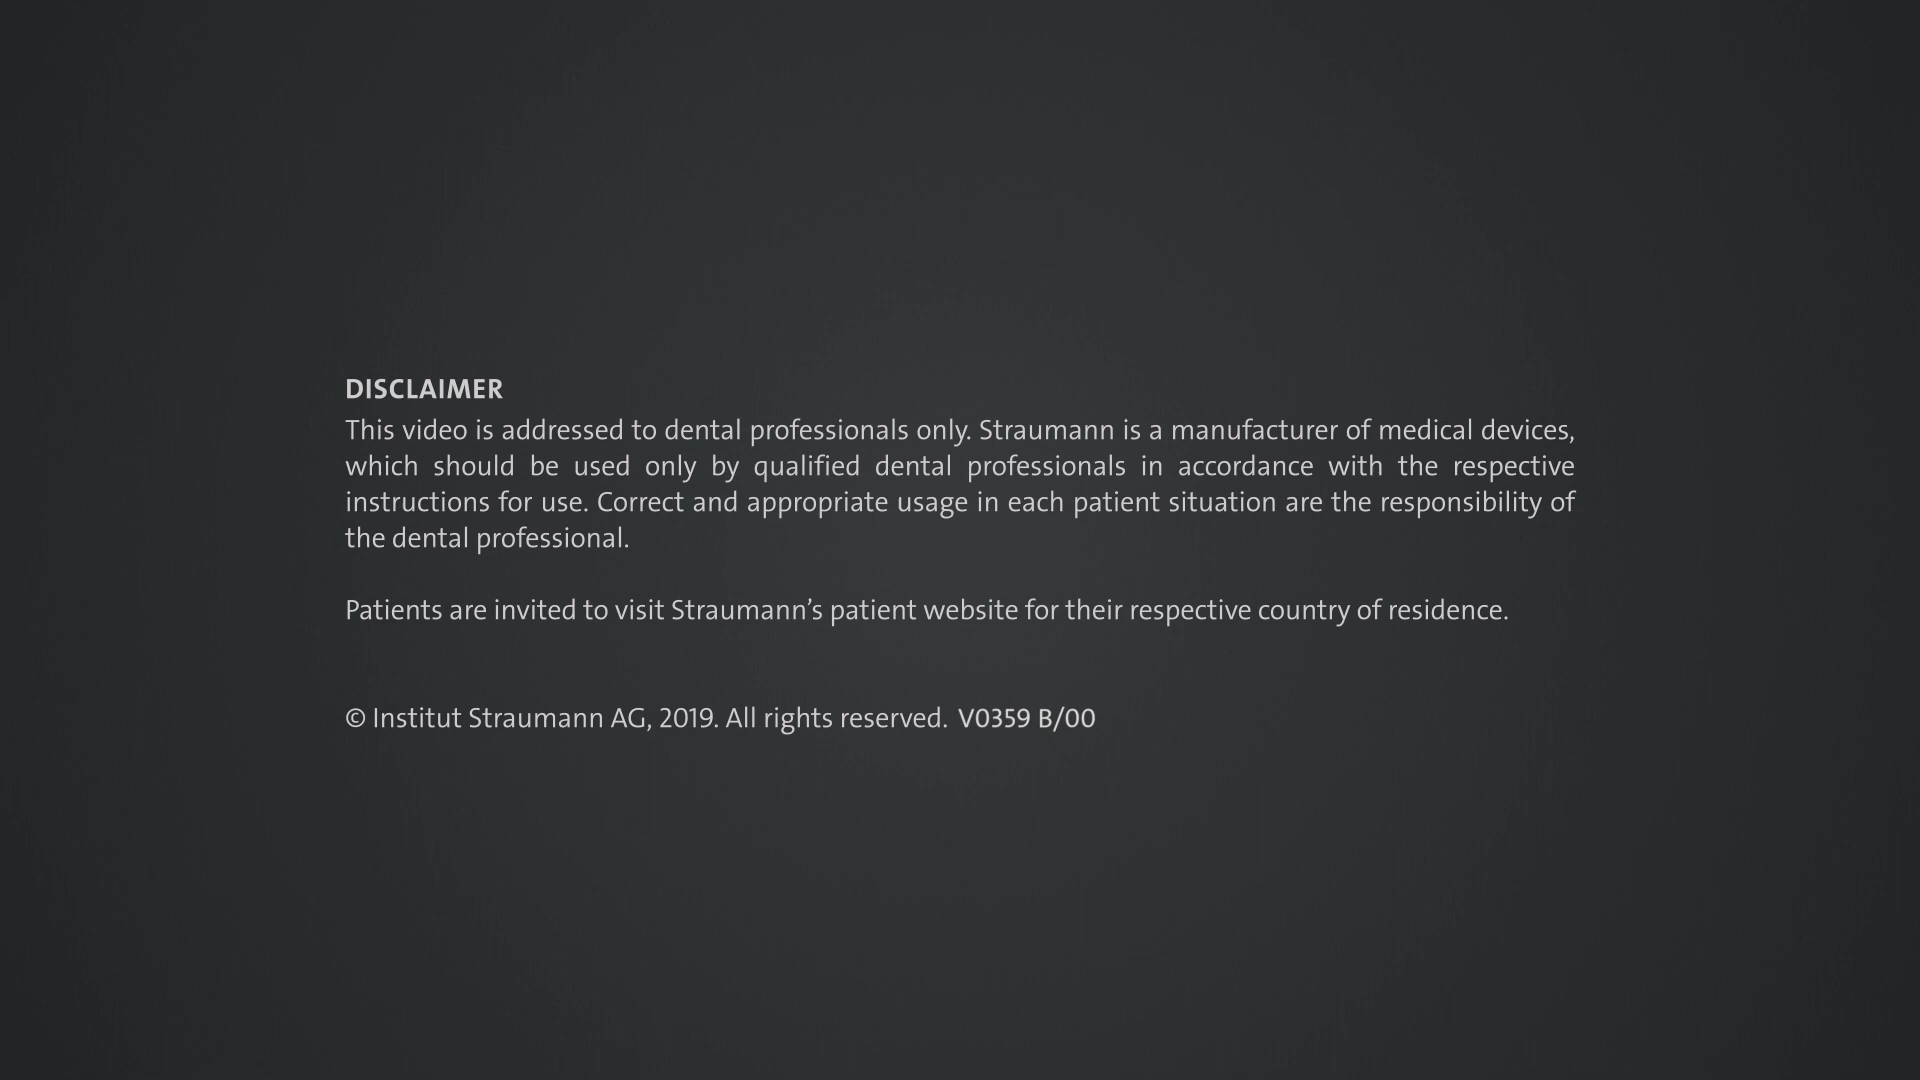 DISCLAIMER
This video is addressed to dental professionals only. Straumann is a manufacturer of medical devices,
which should be used only by qualified dental professionals in accordance with the respective
instructions for use. Correct and appropriate usage in each patient situation are the responsibility of
the dental professional.
Patients are invited to visit Straumann’s patient website for their respective country of residence.
© Institut Straumann AG, 2019. All rights reserved. V0359 B/00